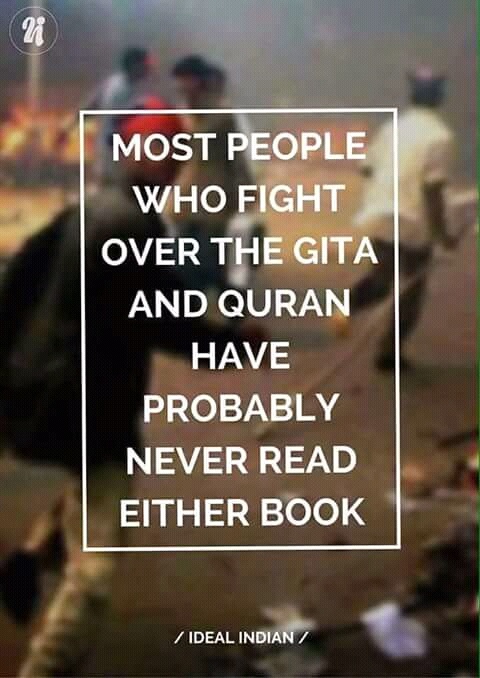 MOST PEOPLE
WHO FIGHT
OVER THE GITA
AND QURAN
HAVE
PROBABLY
NEVER READ
EITHER BOOK
/ IDEAL INDIAN /